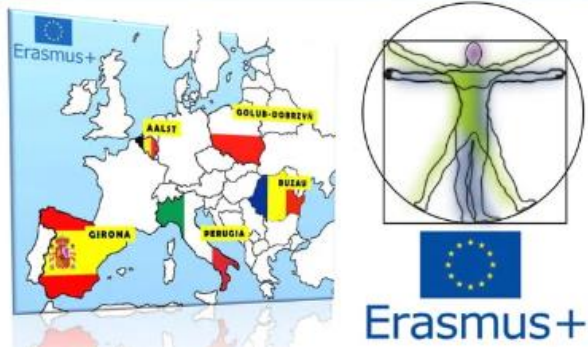 Erasmus+
GOLUB-DOBRZYŃ
AALST
BUZAU
GIRONA
PERUGIA
Erasmus+